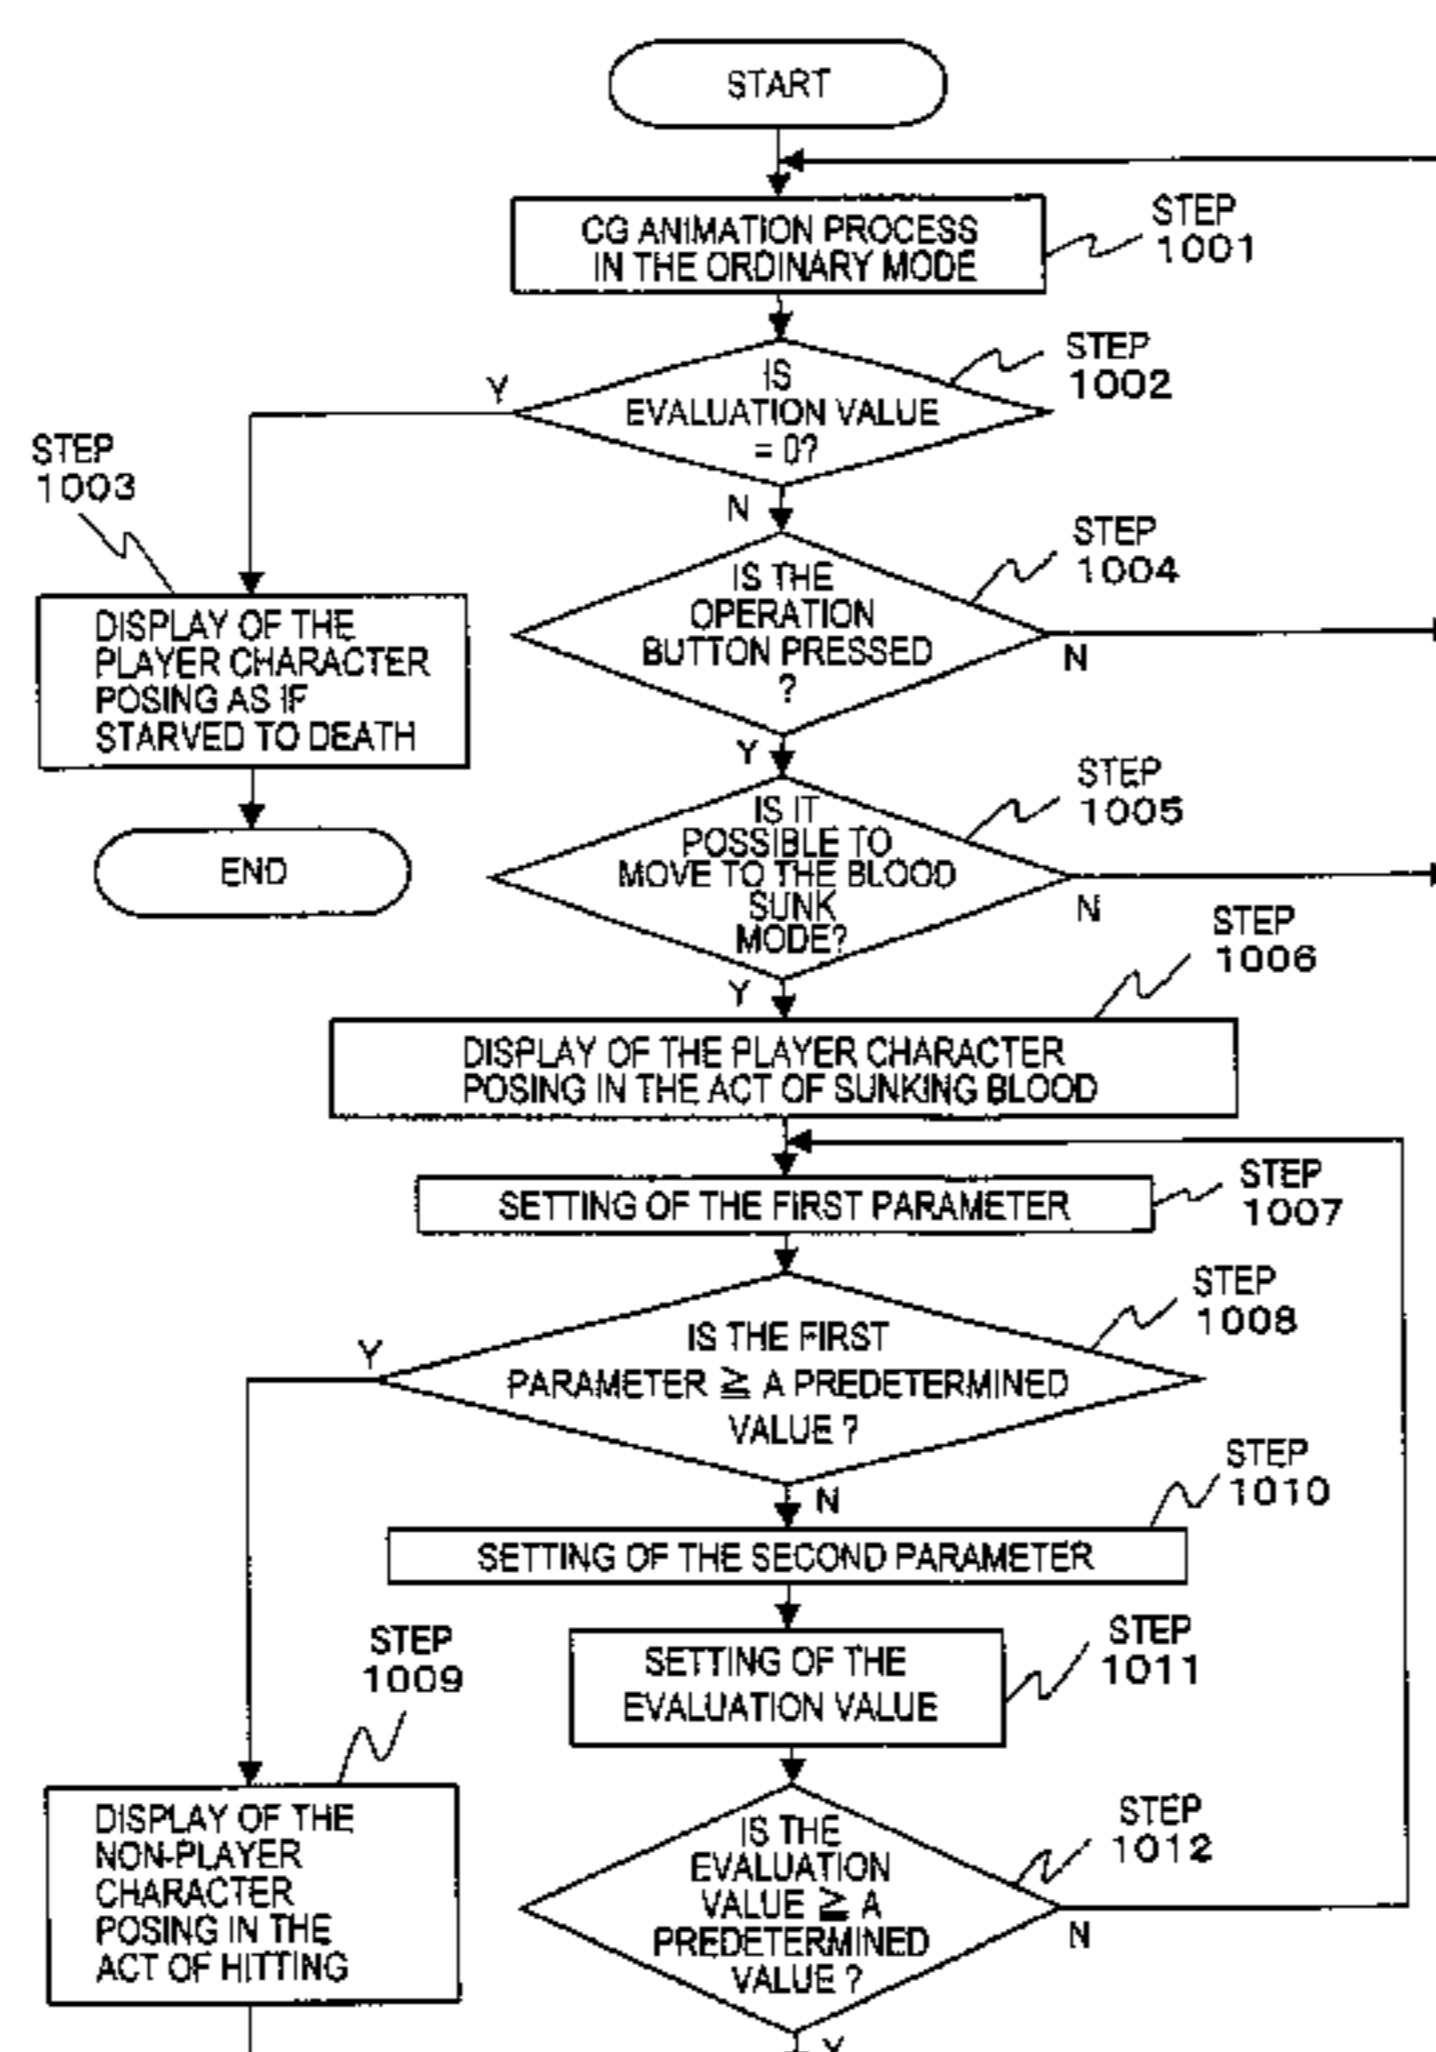 START
CG ANIMATION PROCESS
IN THE ORDINARY MODE
STEP
1001
IS
EVALUATION VALUE
= 0?
STEP
1002
Y
N
STEP
1003
DISPLAY OF THE
PLAYER CHARACTER
POSING AS IF
STARVED TO DEATH
END
IS THE
OPERATION
BUTTON PRESSED
?
STEP
1004
N
Y
IS IT
POSSIBLE TO
MOVE TO THE BLOOD
SUNK
MODE?
STEP
1005
N
Y
STEP
1006
DISPLAY OF THE PLAYER CHARACTER
POSING IN THE ACT OF SUNKING BLOOD
SETTING OF THE FIRST PARAMETER
STEP
1007
IS THE FIRST
PARAMETER ≧ A PREDETERMINED
VALUE ?
STEP
1008
Y
N
STEP
1010
SETTING OF THE SECOND PARAMETER
SETTING OF THE
EVALUATION VALUE
STEP
1011
STEP
1009
DISPLAY OF THE
NON-PLAYER
CHARACTER
POSING IN THE
ACT OF HITTING
IS THE
EVALUATION
VALUE ≧ A
PREDETERMINED
VALUE ?
STEP
1012
N
Y